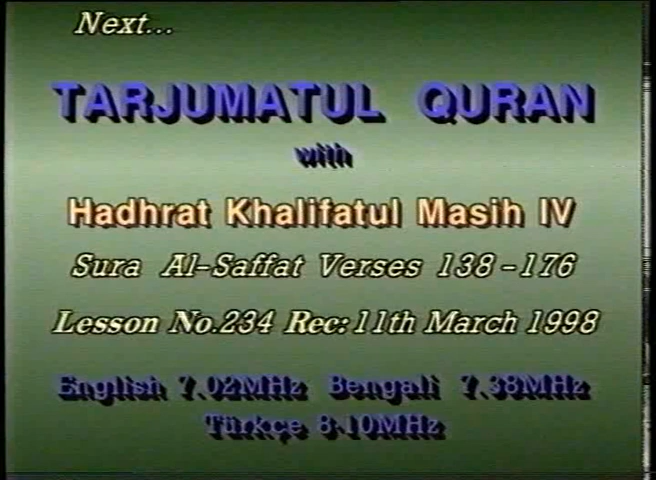 Next...
TARJUMATUL QURAN
with
Hadhrat Khalifatul Masih IV
Sura Al-Saffat Verses 138-176
Lesson No.234 Rec: 11th March 1998
English 7.02MHz Bengali 7.38MHz
Türkçe 8.10MHz